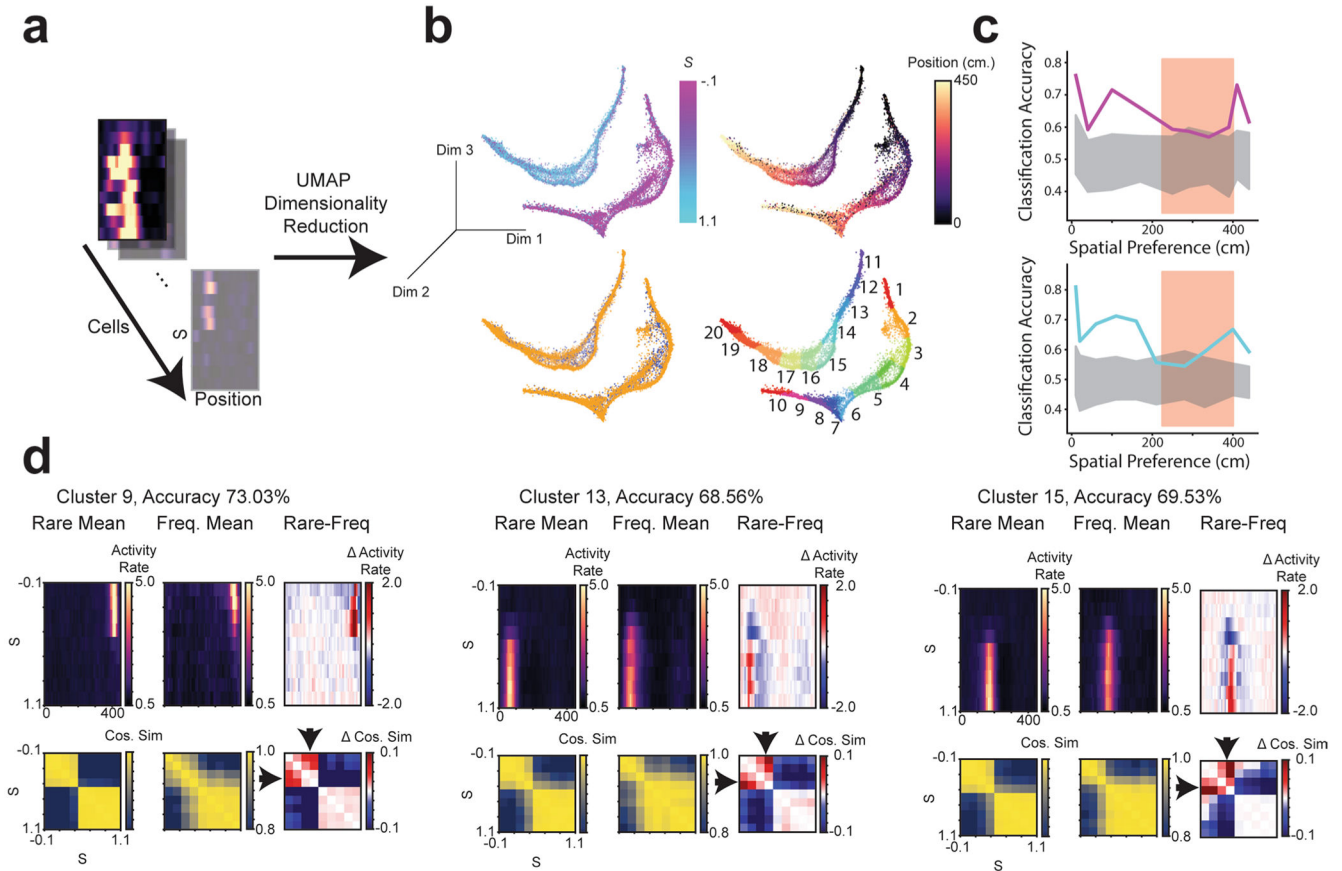 a
UMAP
Dimensionality
Reduction
Cells
S
Position
b
S
-.1
1.1
Position (cm.)
450
0
Dim 3
Dim 1
Dim 2
11
12
1
13
2
14
20
3
19
15
18
17
16
4
10
9
8
6
5
7
c
Classification Accuracy
0.8
0.7
0.6
0.5
0.4
0
200
400
Spatial Preference (cm)
Classification Accuracy
0.8
0.7
0.6
0.5
0.4
0
200
400
Spatial Preference (cm)
d
Cluster 9, Accuracy 73.03%
Rare Mean
Freq. Mean
Rare-Freq
Activity
Rate
Δ Activity
Rate
-0.1
5.0
5.0
2.0
S
1.1
0.5
0.5
-2.0
0
400
Cos. Sim
Δ Cos. Sim
-0.1
1.0
0.1
S
1.1
0.8
-0.1
-0.1
1.1
S
Cluster 13, Accuracy 68.56%
Rare Mean
Freq. Mean
Rare-Freq
Activity
Rate
Δ Activity
Rate
-0.1
5.0
5.0
2.0
S
1.1
0.5
0.5
-2.0
0
400
Cos. Sim
Δ Cos. Sim
-0.1
1.0
0.1
S
1.1
0.8
-0.1
-0.1
1.1
S
Cluster 15, Accuracy 69.53%
Rare Mean
Freq. Mean
Rare-Freq
Activity
Rate
Δ Activity
Rate
-0.1
5.0
5.0
2.0
S
1.1
0.5
0.5
-2.0
0
400
Cos. Sim
Δ Cos. Sim
-0.1
1.0
0.1
S
1.1
0.8
-0.1
-0.1
1.1
S